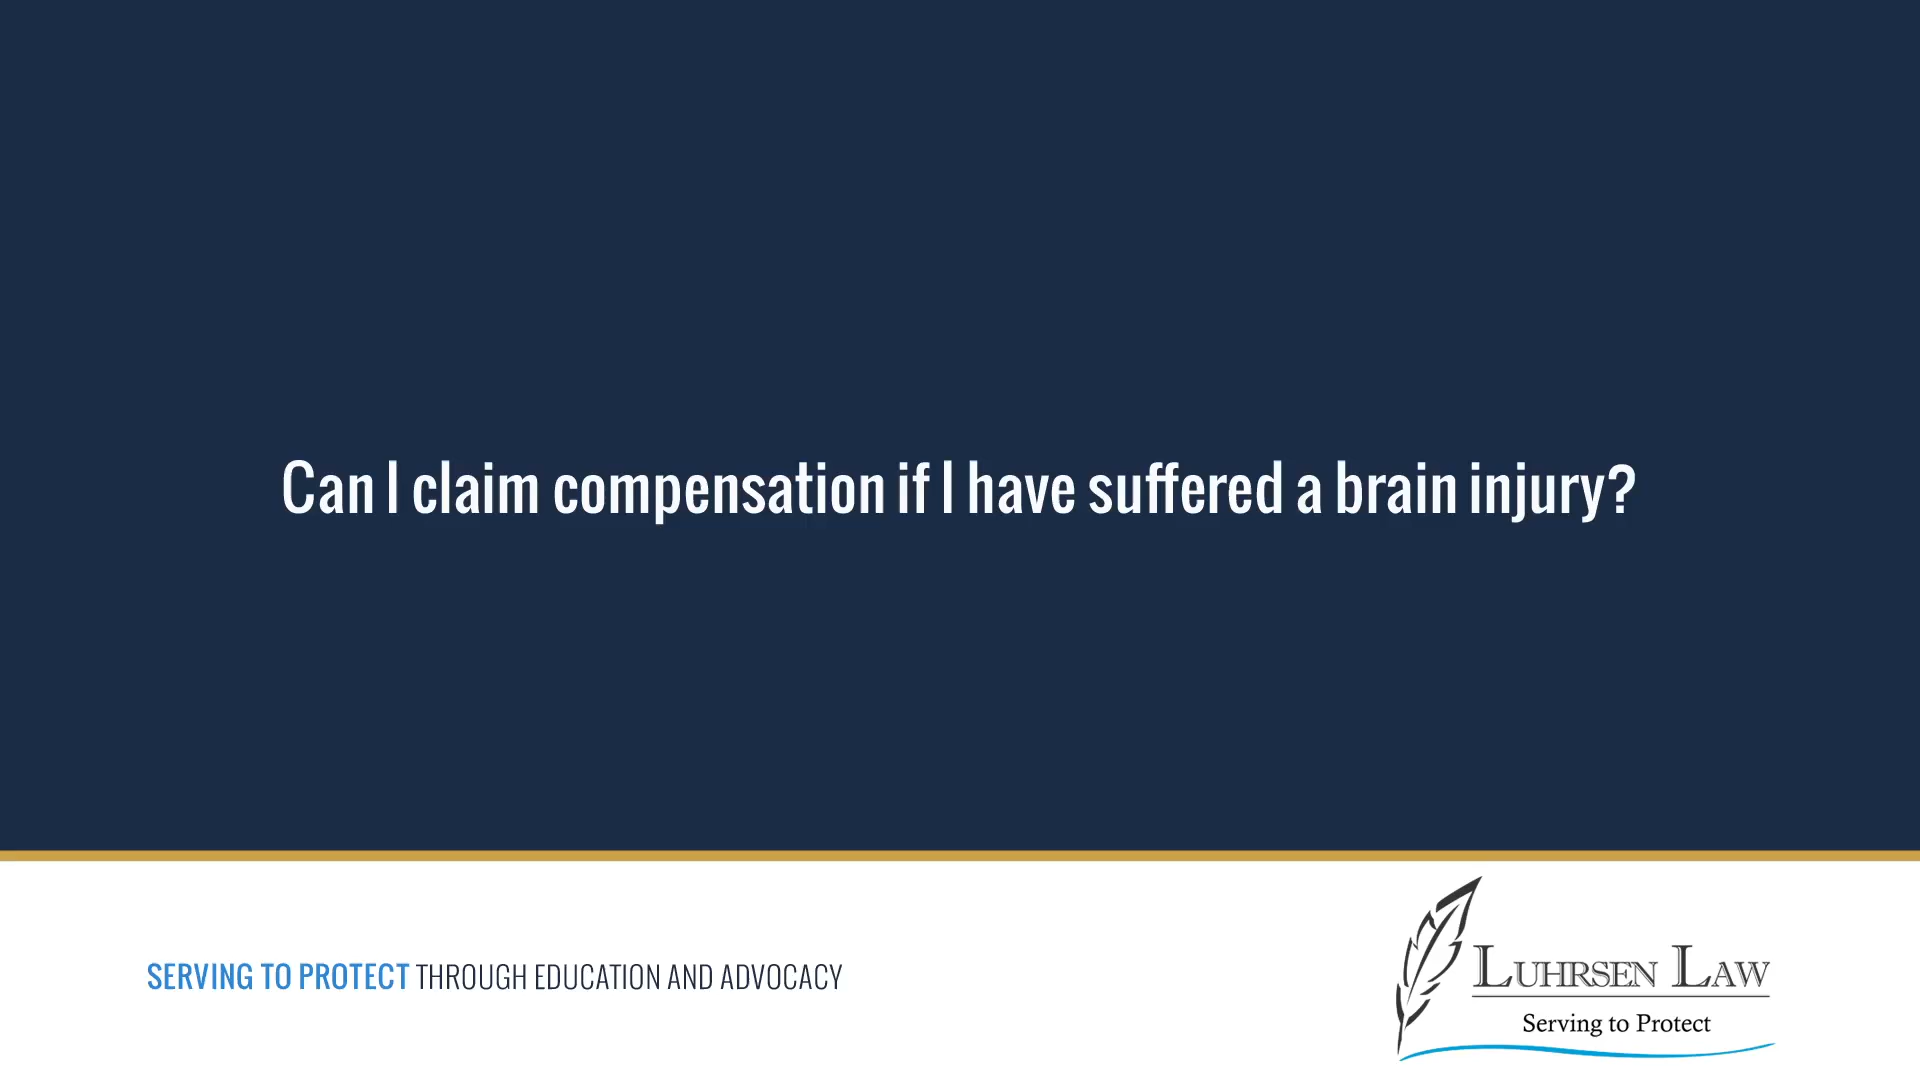 Can I claim compensation if I have suffered a brain injury?
SERVING TO PROTECT THROUGH EDUCATION AND ADVOCACY
LUHRSEN LAW
Serving to Protect